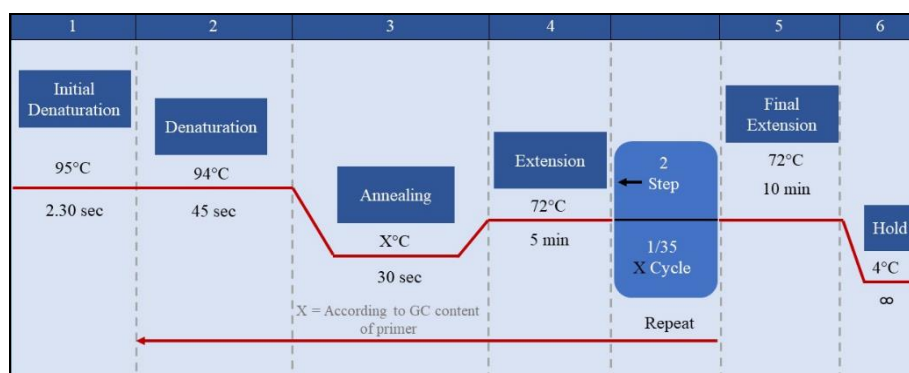 1
2
3
4
5
6
Initial
Denaturation
95°C
2.30 sec
Denaturation
94°C
45 sec
Annealing
X°C
30 sec
X = According to GC content
of primer
Extension
72°C
5 min
2
Step
1/35
X Cycle
Repeat
Final
Extension
72°C
10 min
Hold
4°C
∞